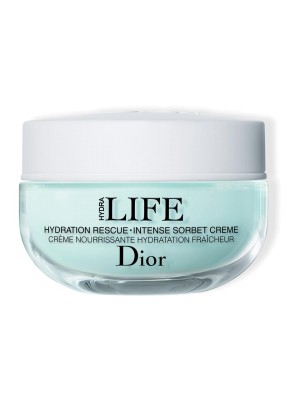 HYDRA LIFE
HYDRATION RESCUE•INTENSE SORBET CREME
CRÈME NOURRISSANTE HYDRATATION FRAÎCHEUR
Dior